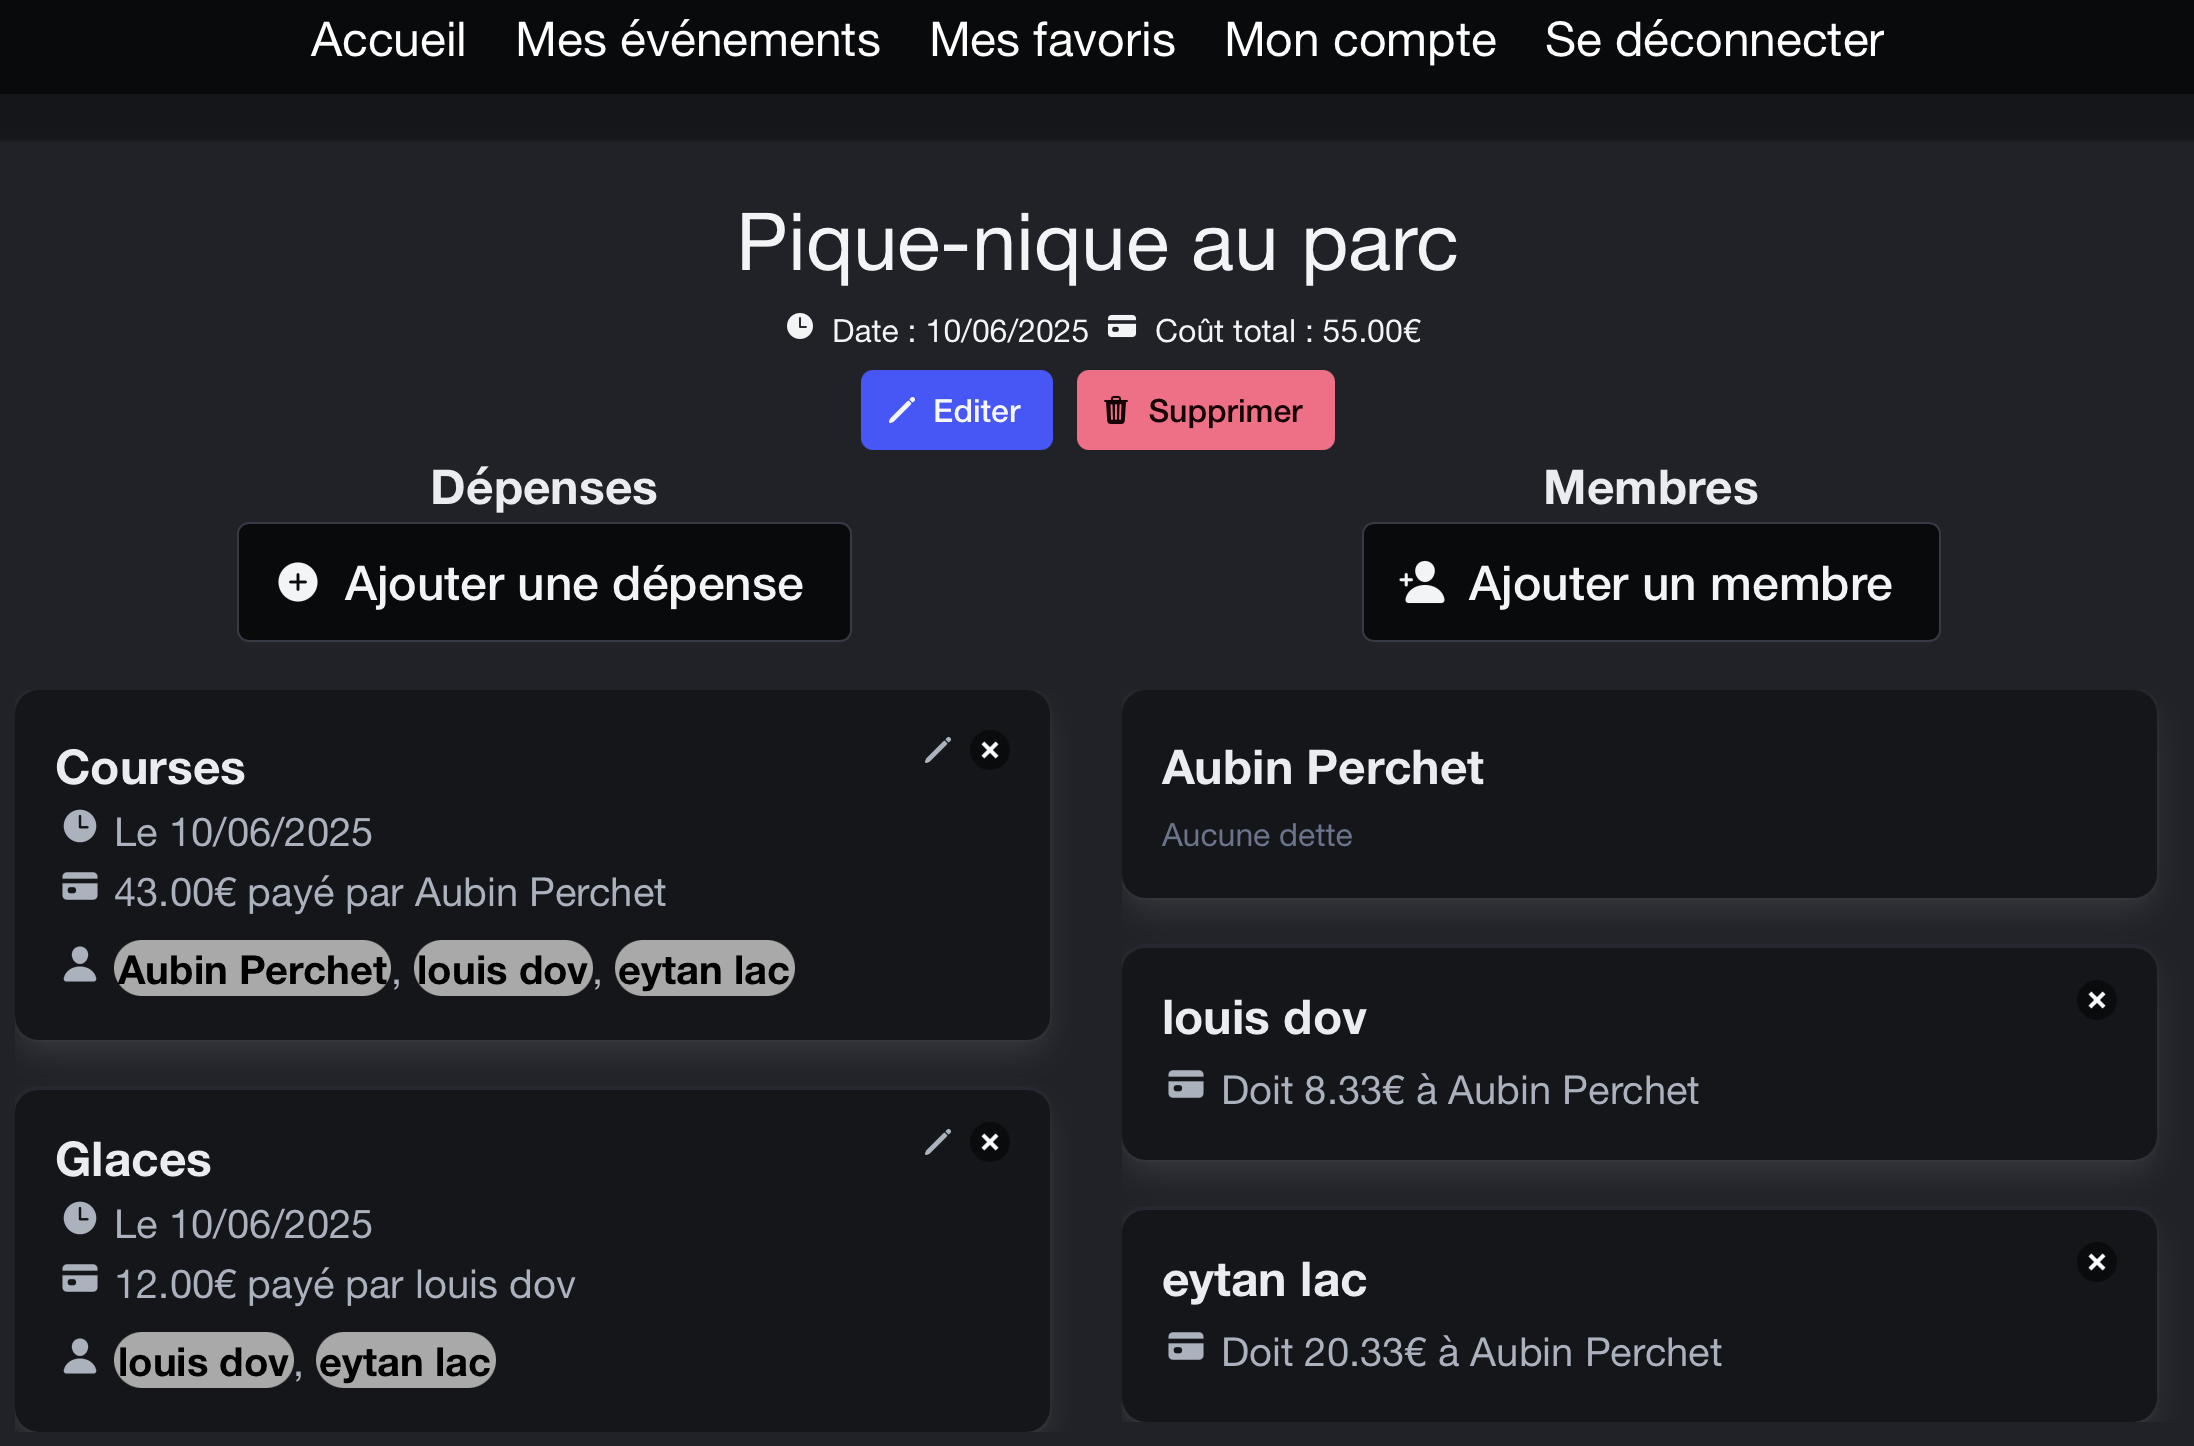 Accueil Mes événements Mes favoris Mon compte Se déconnecter
Pique-nique au parc
Date : 10/06/2025 Coût total : 55.00€
Editer Supprimer
Dépenses
Ajouter une dépense
Courses
Le 10/06/2025
43.00€ payé par Aubin Perchet
Aubin Perchet, louis dov, eytan lac
Glaces
Le 10/06/2025
12.00€ payé par louis dov
louis dov, eytan lac
Membres
Ajouter un membre
Aubin Perchet
Aucune dette
louis dov
Doit 8.33€ à Aubin Perchet
eytan lac
Doit 20.33€ à Aubin Perchet